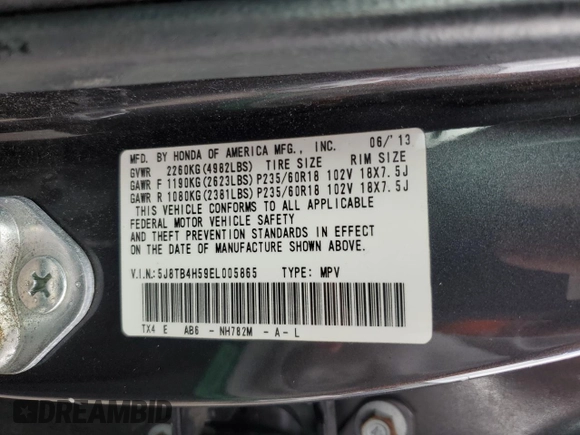 MFD. BY HONDA OF AMERICA MFG., INC. 06/13
GVWR 2260KG(4982LBS) TIRE SIZE RIM SIZE
GAWR F 1190KG(2623LBS)P235/60R18 102V 18X7.5J
GAWR R 1080KG(2381LBS)P235/60R18 102V 18X7.5J
THIS VEHICLE CONFORMS TO ALL APPLICABLE
FEDERAL MOTOR VEHICLE SAFETY
AND THEFT PREVENTION STANDARDS IN EFFECT
ON THE DATE OF MANUFACTURE SHOWN ABOVE.
V.I.N.:5J8TB4H59EL005865 TYPE: MPV
TX4 E AB6 - NH782M - A - L
DREAMBID